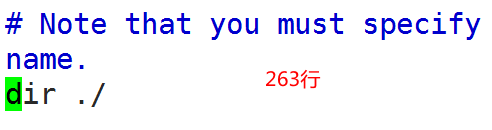 # Note that you must specify
name.
263行
dir ./